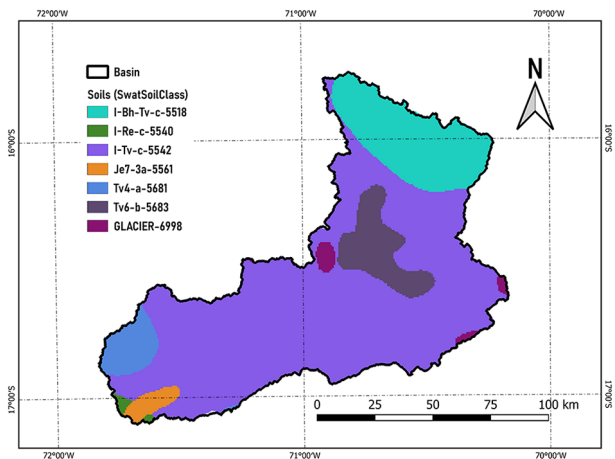 72°00'W 71°00'W 70°00'W
Basin
Soils (SwatSoilClass)
I-Bh-Tv-c-5518
I-Re-c-5540
I-Tv-c-5542
Je7-3a-5561
Tv4-a-5681
Tv6-b-5683
GLACIER-6998
N
16°00'S 16°00'S
17°00'S 17°00'S
0 25 50 75 100 km
72°00'W 71°00'W 70°00'W